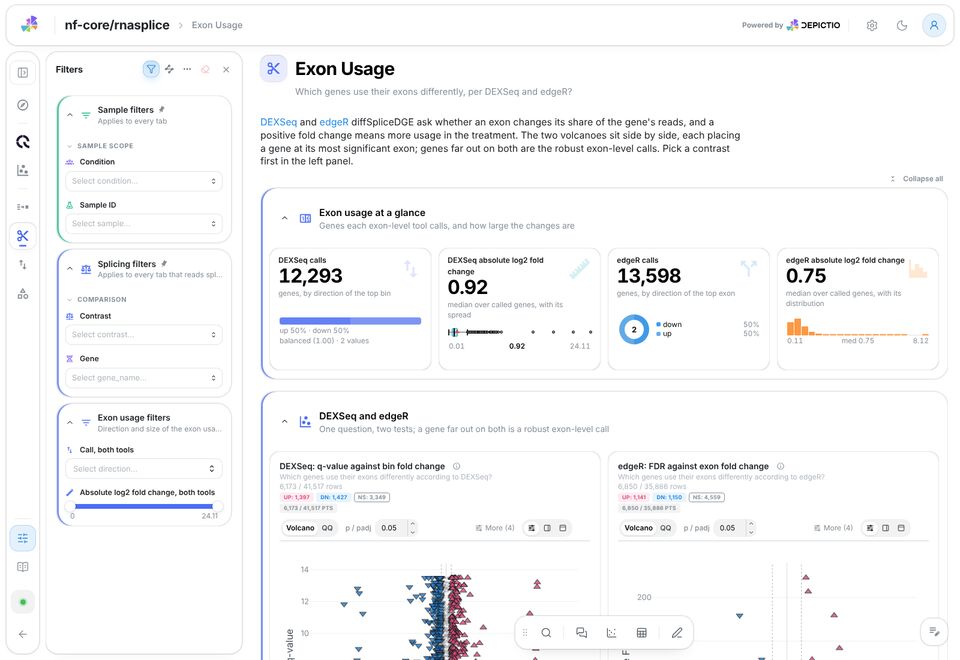 nf-core/rnasplice
Exon Usage
Powered by DEPICTIO
Filters
Sample filters
Applies to every tab
SAMPLE SCOPE
Condition
Select condition...
Sample ID
Select sample...
Splicing filters
Applies to every tab that reads spl...
COMPARISON
Contrast
Select contrast...
Gene
Select gene_name...
Exon usage filters
Direction and size of the exon usa...
Call, both tools
Select direction...
Absolute log2 fold change, both tools
0
24.11
Exon Usage
Which genes use their exons differently, per DEXSeq and edgeR?
DEXSeq and edgeR diffSpliceDGE ask whether an exon changes its share of the gene's reads, and a
positive fold change means more usage in the treatment. The two volcanoes sit side by side, each placing
a gene at its most significant exon; genes far out on both are the robust exon-level calls. Pick a contrast
first in the left panel.
Collapse all
Exon usage at a glance
Genes each exon-level tool calls, and how large the changes are
DEXSeq calls
12,293
genes, by direction of the top bin
up 50% · down 50%
balanced (1.00) · 2 values
DEXSeq absolute log2 fold
change
0.92
median over called genes, with its
spread
0.01
0.92
24.11
edgeR calls
13,598
genes, by direction of the top exon
2
down 50%
up 50%
edgeR absolute log2 fold change
0.75
median over called genes, with its
distribution
0.11
med 0.75
8.12
DEXSeq and edgeR
One question, two tests; a gene far out on both is a robust exon-level call
DEXSeq: q-value against bin fold change
Which genes use their exons differently according to DEXSeq?
6,173 / 41,517 rows
UP: 1,397
DN: 1,427
NS: 3,349
6,173 / 41,517 PTS
Volcano
QQ
p / padj
0.05
More (4)
14
12
10
q-value
edgeR: FDR against exon fold change
Which genes use their exons differently according to edgeR?
6,850 / 35,886 rows
UP: 1,141
DN: 1,150
NS: 4,559
6,850 / 35,886 PTS
Volcano
QQ
p / padj
0.05
More (4)
200